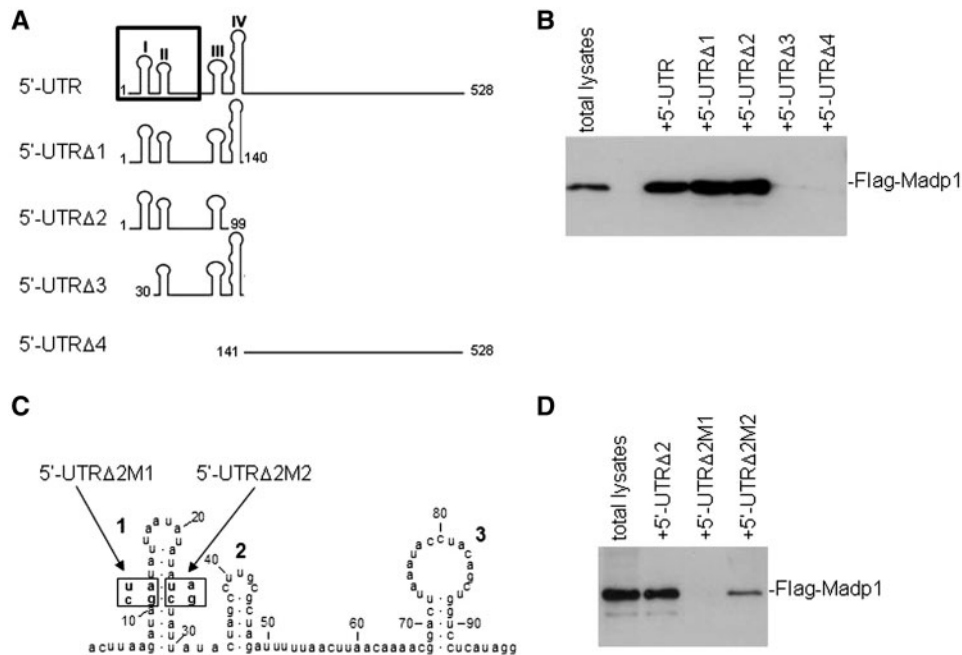 A
I
II
III
IV
5'-UTR
1
528
5'-UTRΔ1
1
140
5'-UTRΔ2
1
99
5'-UTRΔ3
30
5'-UTRΔ4
141
528
B
total lysates
+5'-UTR
+5'-UTRΔ1
+5'-UTRΔ2
+5'-UTRΔ3
+5'-UTRΔ4
-Flag-Madp1
C
5'-UTRΔ2M1
5'-UTRΔ2M2
1
20
2
40
80
3
u
c
a
g
10
30
50
60
70
90
D
total lysates
+5'-UTRΔ2
+5'-UTRΔ2M1
+5'-UTRΔ2M2
-Flag-Madp1